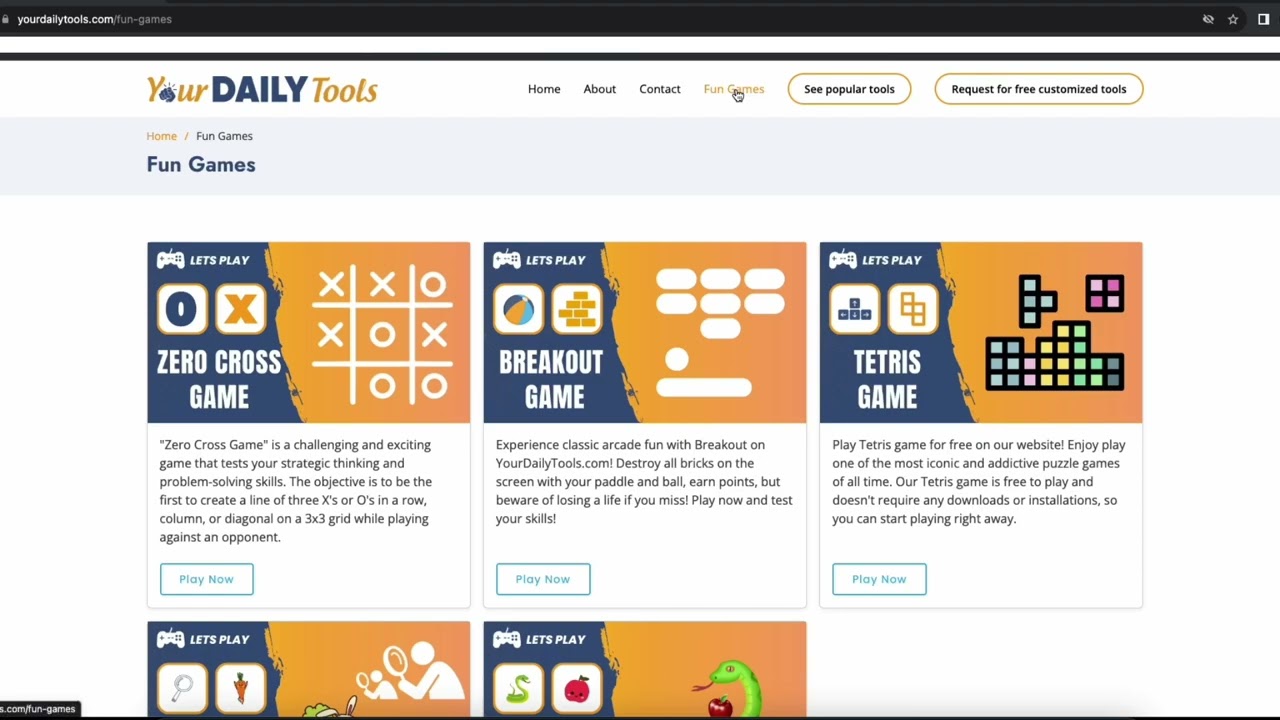 yourdailytools.com/fun-games
Your DAILY Tools
Home
About
Contact
Fun Games
See popular tools
Request for free customized tools
Home / Fun Games
Fun Games
LETS PLAY
O X
ZERO CROSS
GAME
X X O
X O X
O O
"Zero Cross Game" is a challenging and exciting
game that tests your strategic thinking and
problem-solving skills. The objective is to be the
first to create a line of three X's or O's in a row,
column, or diagonal on a 3x3 grid while playing
against an opponent.
Play Now
LETS PLAY
BREAKOUT
GAME
Experience classic arcade fun with Breakout on
YourDailyTools.com! Destroy all bricks on the
screen with your paddle and ball, earn points, but
beware of losing a life if you miss! Play now and test
your skills!
Play Now
LETS PLAY
TETRIS
GAME
Play Tetris game for free on our website! Enjoy play
one of the most iconic and addictive puzzle games
of all time. Our Tetris game is free to play and
doesn't require any downloads or installations, so
you can start playing right away.
Play Now
LETS PLAY
LETS PLAY
s.com/fun-games